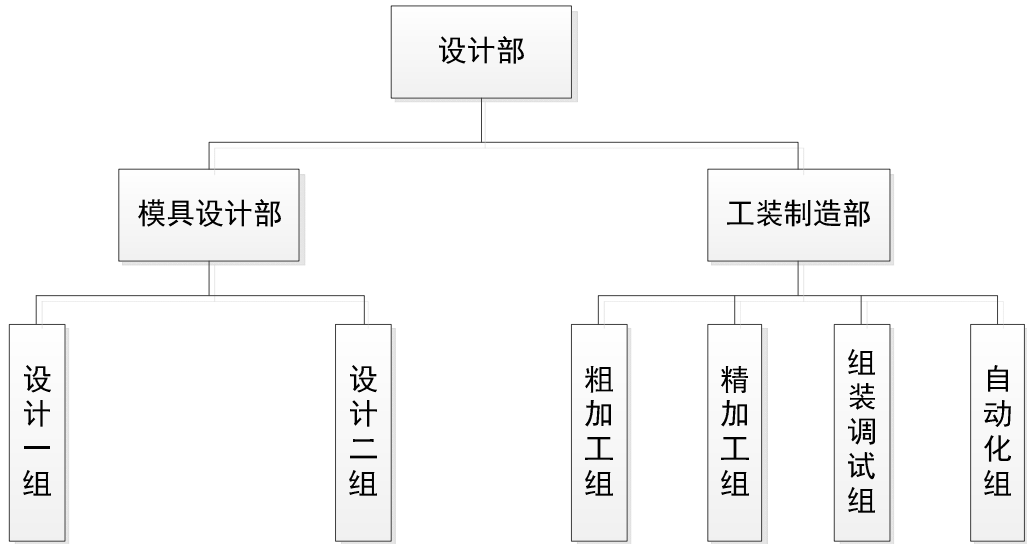 设计部
模具设计部
工装制造部
设计一组
设计二组
粗加工组
精加工组
组装调试组
自动化组